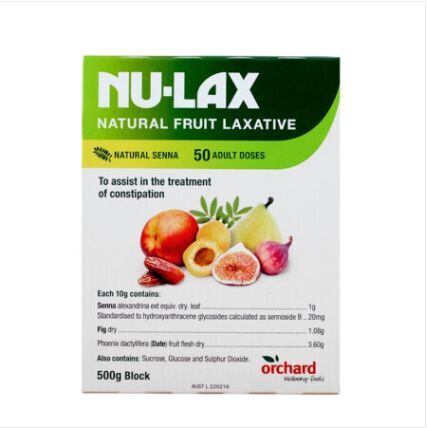 NU-LAX
NATURAL FRUIT LAXATIVE
NATURAL SENNA 50 ADULT DOSES
To assist in the treatment
of constipation
Each 10g contains:
Senna alexandrina ext equiv. dry. leaf 1g
Standardised to hydroxyanthracene glycosides calculated as sennoside B .. 20mg
Fig dry 1.08g
Phoenix dactylifera (Date) fruit flesh dry 3.60g
Also contains: Sucrose, Glucose and Sulphur Dioxide.
500g Block
orchard
wellbeing foods
AUST L 220216